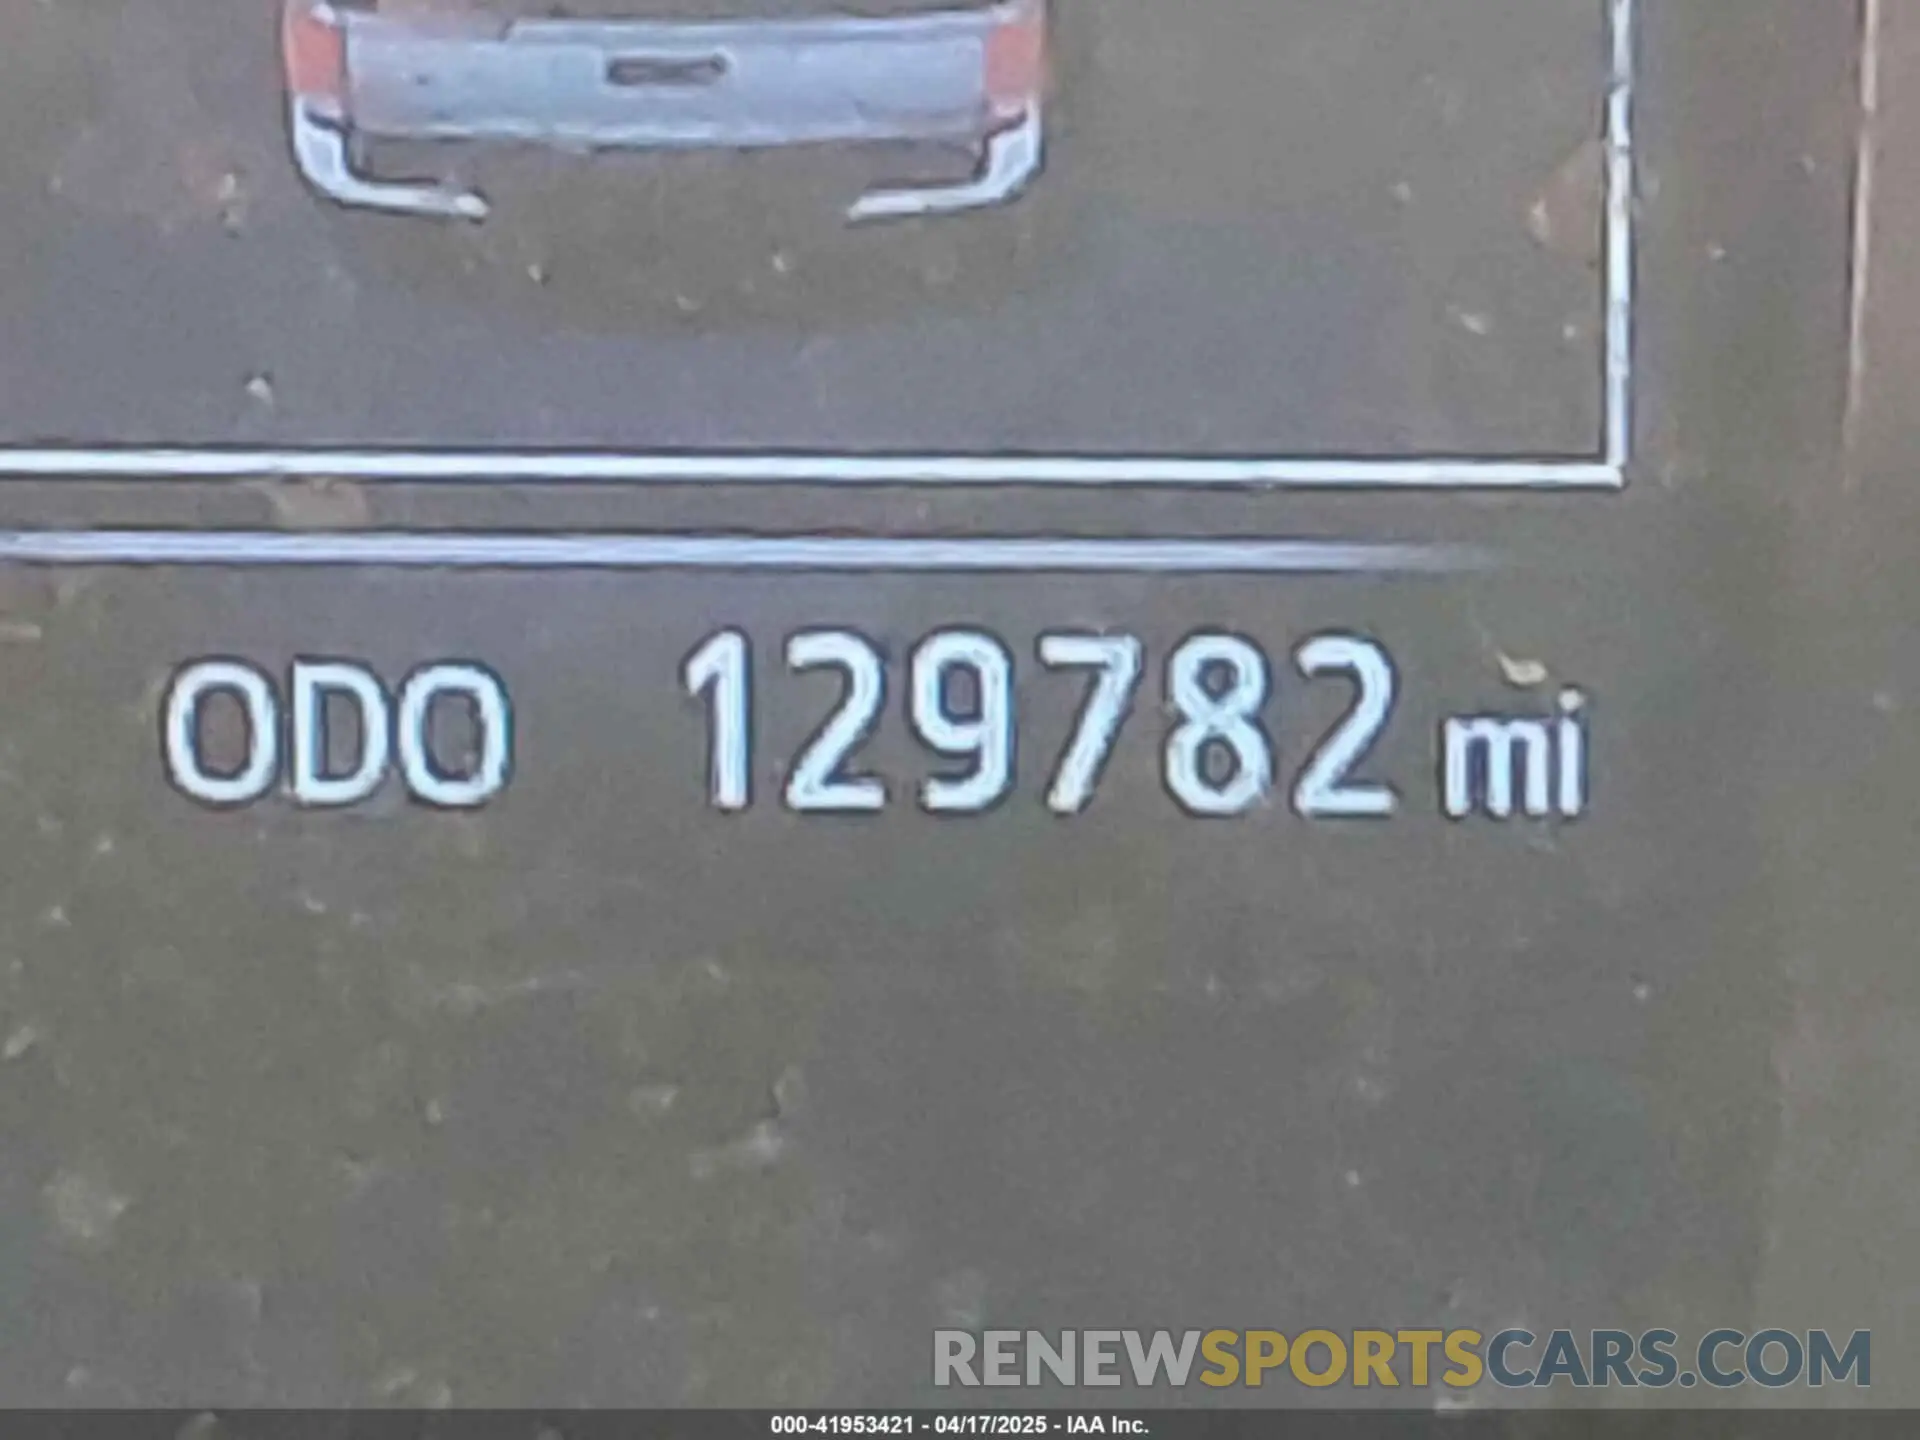 ODO 129782 mi
RENEWSPORTSCARS.COM
000-41953421 - 04/17/2025 - IAA Inc.